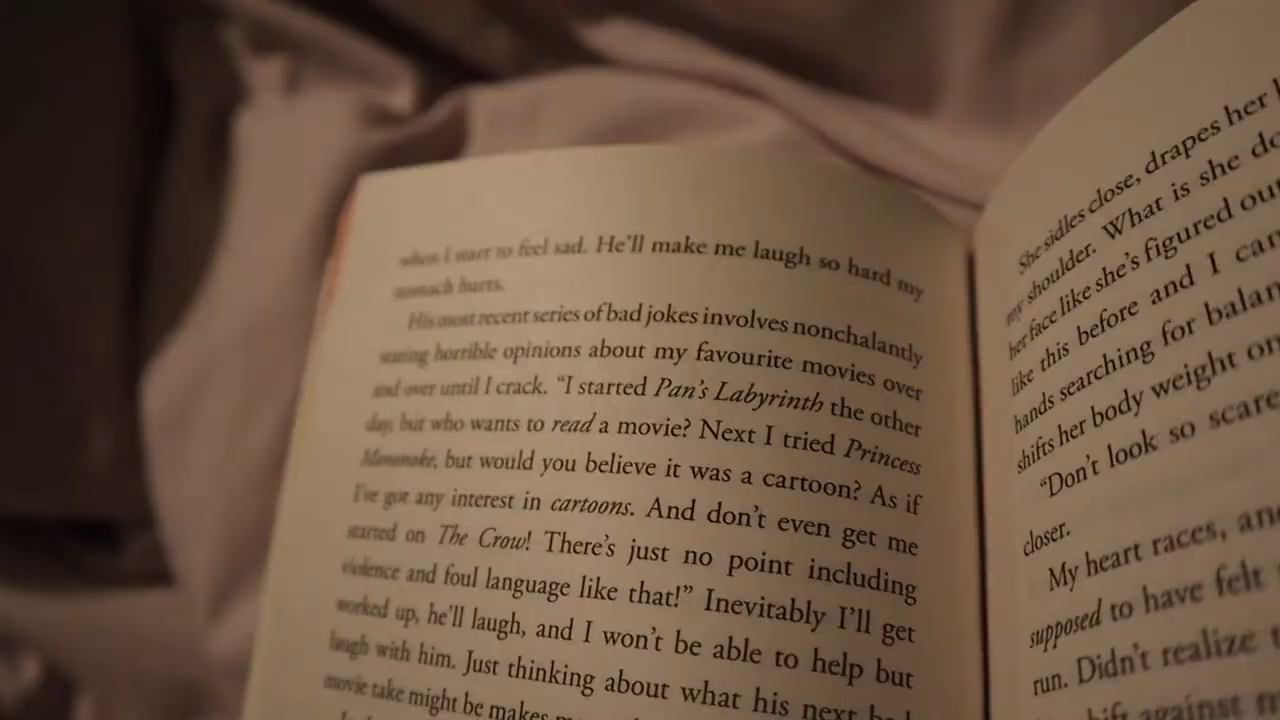 when I start to feel sad. He'll make me laugh so hard my
stomach hurts.
His most recent series of bad jokes involves nonchalantly
stating horrible opinions about my favourite movies over
and over until I crack. “I started Pan's Labyrinth the other
day, but who wants to read a movie? Next I tried Princess
Mononoke, but would you believe it was a cartoon? As if
I've got any interest in cartoons. And don't even get me
started on The Crow! There's just no point including
violence and foul language like that!” Inevitably I'll get
worked up, he'll laugh, and I won't be able to help but
laugh with him. Just thinking about what his next
movie take might be makes
She sidles close, drapes her
my shoulder. What is she
her face like she's figured out
like this before and I
hands searching for
shifts her body weight on
“Don't look so
closer.
My heart races,
supposed to have felt
run. Didn't realize
against